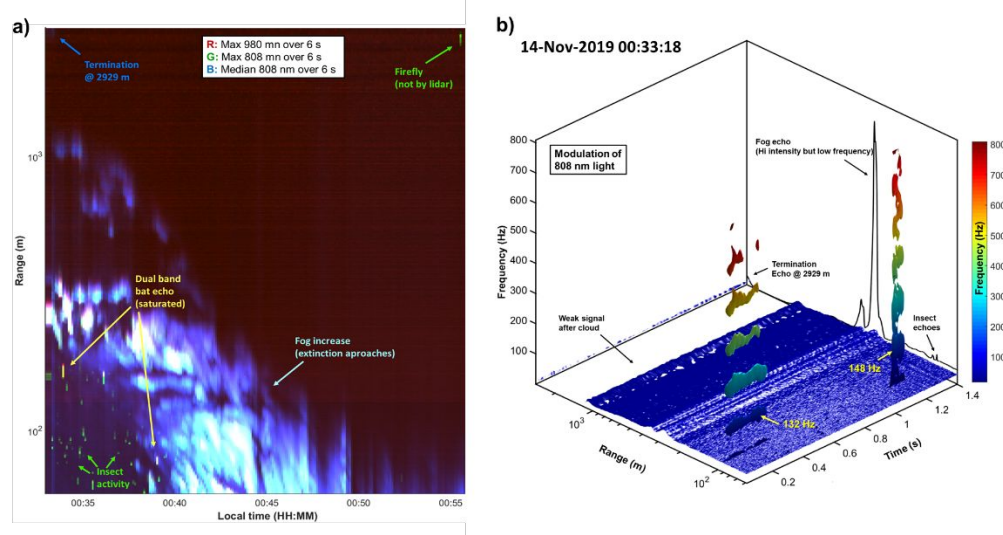 a)
R: Max 980 mn over 6 s
G: Max 808 mn over 6 s
B: Median 808 nm over 6 s
Termination
@ 2929 m
Firefly
(not by lidar)
10³
Dual band
bat echo
(saturated)
Range (m)
Fog increase
(extinction aproaches)
10²
Insect
activity
00:35
00:40
00:45
00:50
00:55
Local time (HH:MM)
b)
14-Nov-2019 00:33:18
800
700
600
500
400
300
200
100
Frequency (Hz)
Modulation of
808 nm light
Fog echo
(Hi intensity but low frequency)
Termination
Echo @ 2929 m
Weak signal
after cloud
Insect
echoes
148 Hz
132 Hz
10³
10²
Range (m)
0.2
0.4
0.6
0.8
1
1.2
1.4
Time (s)
800
700
600
500
400
300
200
100
Frequency (Hz)